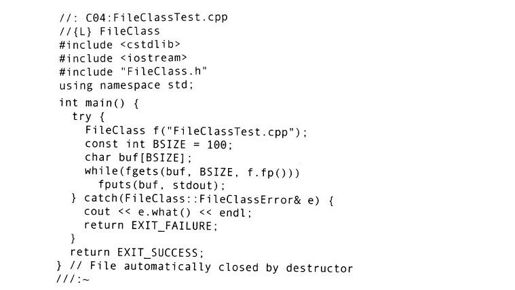 //: C04:FileClassTest.cpp
//{L} FileClass
#include <cstdlib>
#include <iostream>
#include "FileClass.h"
using namespace std;
int main() {
  try {
    FileClass f("FileClassTest.cpp");
    const int BSIZE = 100;
    char buf[BSIZE];
    while(fgets(buf, BSIZE, f.fp()))
      fputs(buf, stdout);
  } catch(FileClass::FileClassError& e) {
    cout << e.what() << endl;
    return EXIT_FAILURE;
  }
  return EXIT_SUCCESS;
} // File automatically closed by destructor
///:~